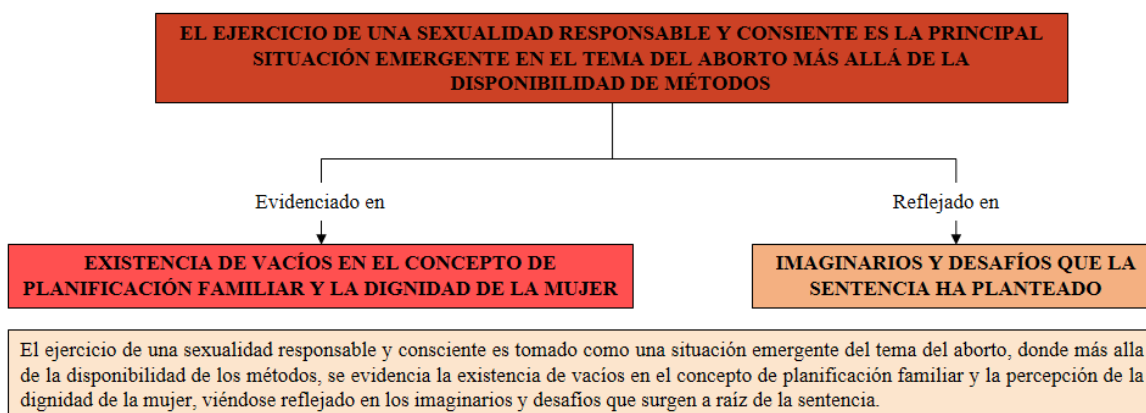 EL EJERCICIO DE UNA SEXUALIDAD RESPONSABLE Y CONSIENTE ES LA PRINCIPAL
SITUACIÓN EMERGENTE EN EL TEMA DEL ABORTO MÁS ALLÁ DE LA
DISPONIBILIDAD DE MÉTODOS
Evidenciado en
Reflejado en
EXISTENCIA DE VACÍOS EN EL CONCEPTO DE
PLANIFICACIÓN FAMILIAR Y LA DIGNIDAD DE LA MUJER
IMAGINARIOS Y DESAFÍOS QUE LA
SENTENCIA HA PLANTEADO
El ejercicio de una sexualidad responsable y consciente es tomado como una situación emergente del tema del aborto, donde más alla
de la disponibilidad de los métodos, se evidencia la existencia de vacíos en el concepto de planificación familiar y la percepción de la
dignidad de la mujer, viéndose reflejado en los imaginarios y desafíos que surgen a raíz de la sentencia.